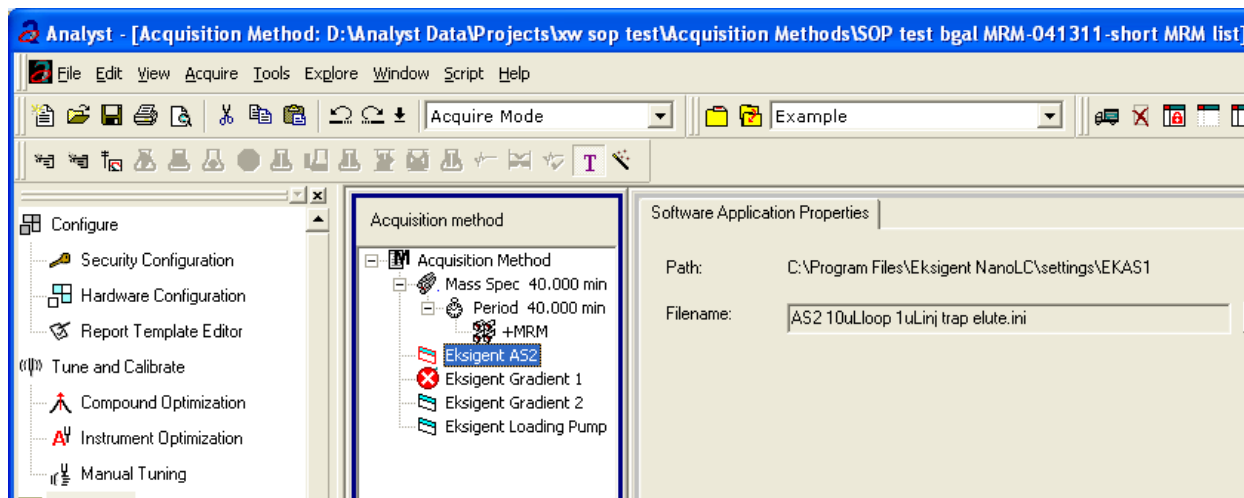 Analyst - [Acquisition Method: D:\Analyst Data\Projects\xw sop test\Acquisition Methods\SOP test bgal MRM-041311-short MRM list]
File Edit View Acquire Tools Explore Window Script Help
Acquire Mode Example
T
Configure
Security Configuration
Hardware Configuration
Report Template Editor
Tune and Calibrate
Compound Optimization
Instrument Optimization
Manual Tuning
Acquisition method
Acquisition Method
Mass Spec 40.000 min
Period 40.000 min
+MRM
Eksigent AS2
Eksigent Gradient 1
Eksigent Gradient 2
Eksigent Loading Pump
Software Application Properties
Path: C:\Program Files\Eksigent NanoLC\settings\EKAS1
Filename: AS2 10uLloop 1uLinj trap elute.ini